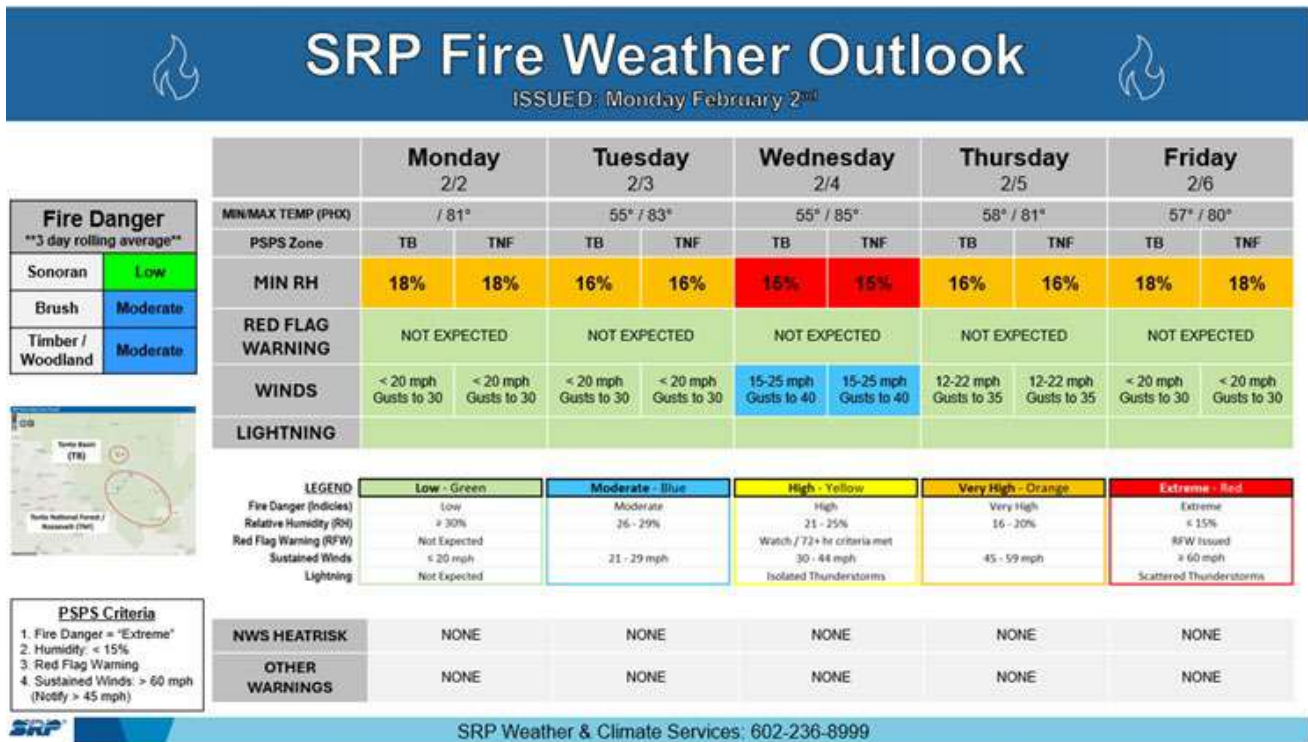 SRP Fire Weather Outlook
ISSUED: Monday February 2nd
Monday Tuesday Wednesday Thursday Friday
2/2 2/3 2/4 2/5 2/6
MIN/MAX TEMP (PHX) / 81° 55° / 83° 55° / 85° 58° / 81° 57° / 80°
PSPS Zone TB TNF TB TNF TB TNF TB TNF TB TNF
MIN RH 18% 18% 16% 16% 15% 15% 16% 16% 18% 18%
RED FLAG
WARNING
NOT EXPECTED NOT EXPECTED NOT EXPECTED NOT EXPECTED NOT EXPECTED
WINDS
< 20 mph < 20 mph < 20 mph < 20 mph 15-25 mph 15-25 mph 12-22 mph 12-22 mph < 20 mph < 20 mph
Gusts to 30 Gusts to 30 Gusts to 30 Gusts to 30 Gusts to 40 Gusts to 40 Gusts to 35 Gusts to 35 Gusts to 30 Gusts to 30
LIGHTNING
Fire Danger
**3 day rolling average**
Sonoran Low
Brush Moderate
Timber /
Woodland
Moderate
Tonto Basin
(TB)
Tonto National Forest /
Roosevelt (TNF)
LEGEND Low - Green Moderate - Blue High - Yellow Very High - Orange Extreme - Red
Fire Danger (Indicies) Low Moderate High Very High Extreme
Relative Humidity (RH) ≥ 30% 26 - 29% 21 - 25% 16 - 20% ≤ 15%
Red Flag Warning (RFW) Not Expected Watch / 72+ hr criteria met RFW Issued
Sustained Winds ≤ 20 mph 21 - 29 mph 30 - 44 mph 45 - 59 mph ≥ 60 mph
Lightning Not Expected Isolated Thunderstorms Scattered Thunderstorms
PSPS Criteria
1. Fire Danger = "Extreme"
2. Humidity: < 15%
3. Red Flag Warning
4. Sustained Winds: > 60 mph
(Notify > 45 mph)
NWS HEATRISK NONE NONE NONE NONE NONE
OTHER
WARNINGS
NONE NONE NONE NONE NONE
SRP
SRP Weather & Climate Services: 602-236-8999